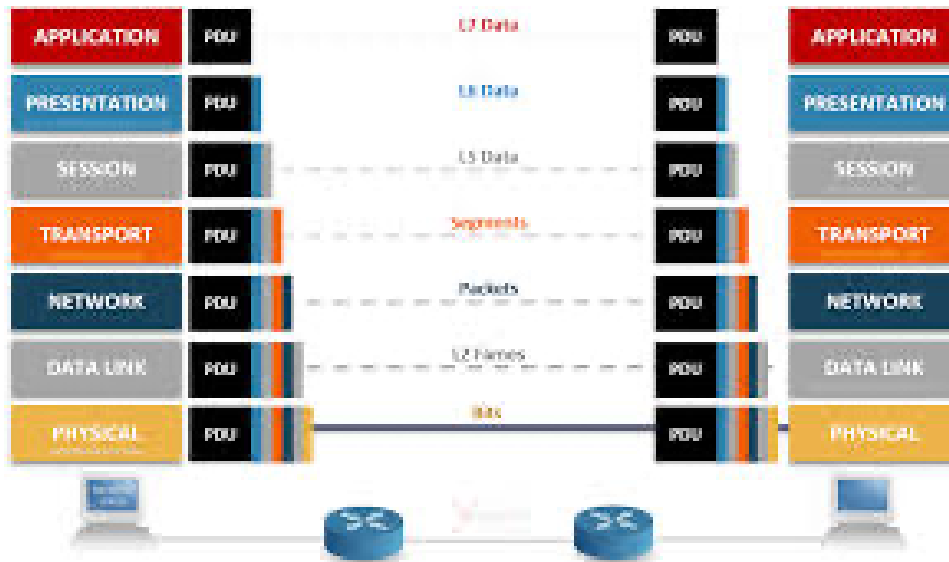 APPLICATION PDU L7 Data PDU APPLICATION
PRESENTATION PDU L6 Data PDU PRESENTATION
SESSION PDU L5 Data PDU SESSION
TRANSPORT PDU Segments PDU TRANSPORT
NETWORK PDU Packets PDU NETWORK
DATA LINK PDU L2 Fames PDU DATA LINK
PHYSICAL PDU Bits PDU PHYSICAL